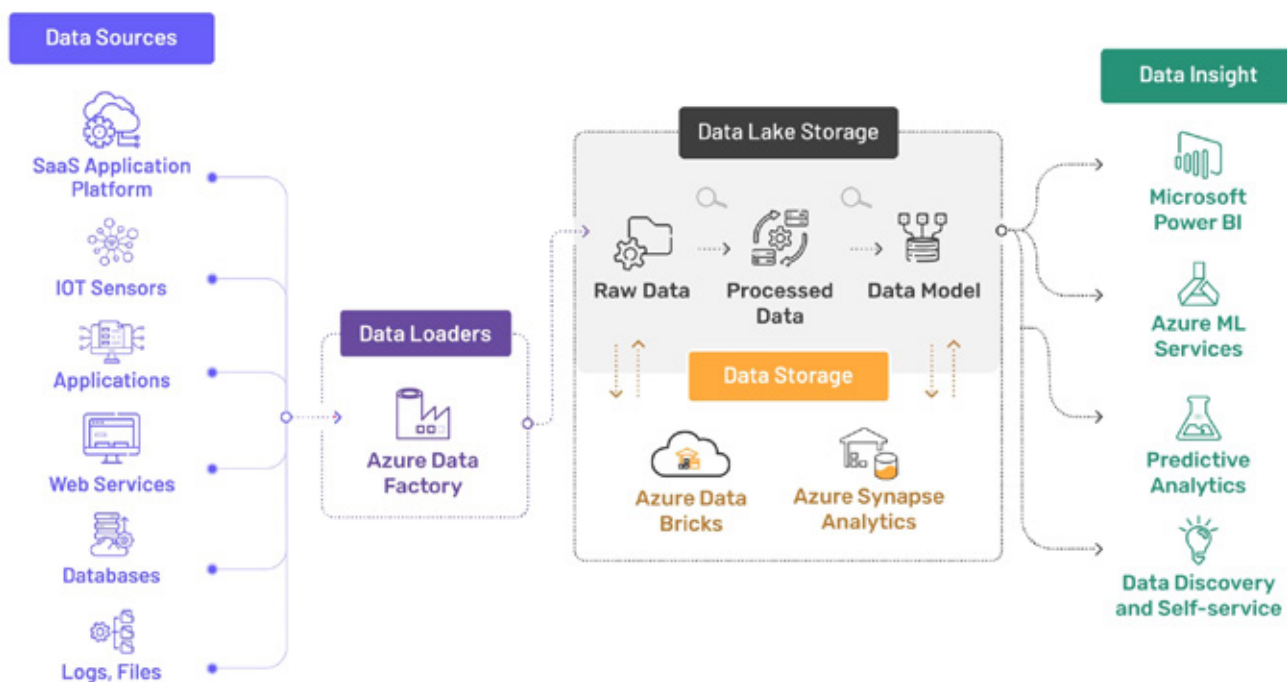 Data Sources
SaaS Application
Platform
IOT Sensors
Applications
Web Services
Databases
Logs, Files
Data Loaders
Azure Data
Factory
Data Lake Storage
Raw Data
Processed
Data
Data Model
Data Storage
Azure Data
Bricks
Azure Synapse
Analytics
Data Insight
Microsoft
Power BI
Azure ML
Services
Predictive
Analytics
Data Discovery
and Self-service